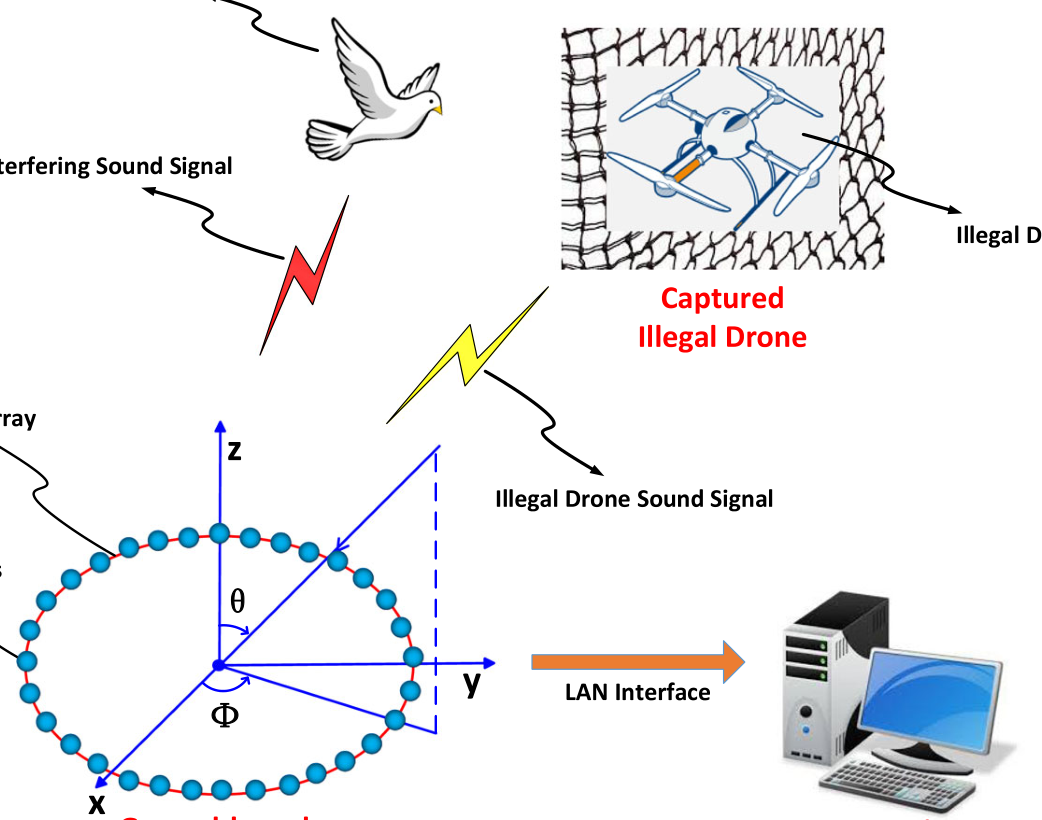 terfering Sound Signal
Illegal D
Captured
Illegal Drone
rray
z
Illegal Drone Sound Signal
θ
y
LAN Interface
Φ
x